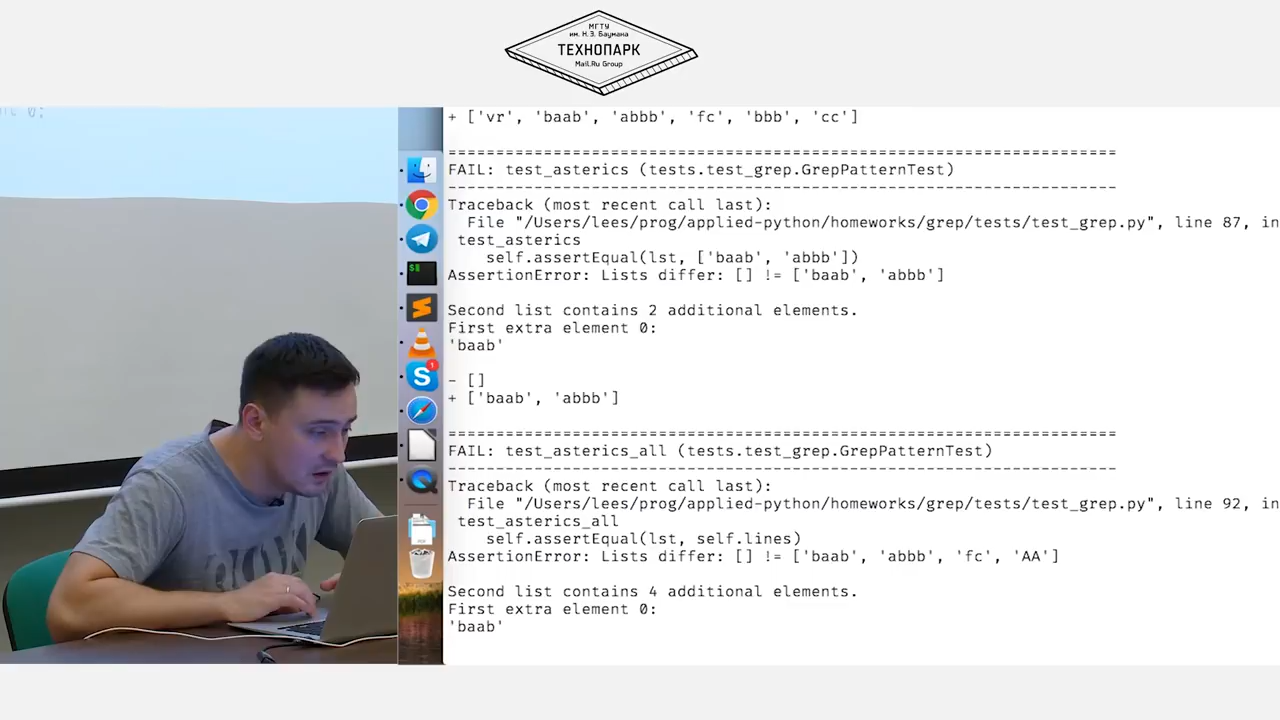 МГТУ
им. Н.Э. Баумана
ТЕХНОПАРК
Mail.Ru Group
+ ['vr', 'baab', 'abbb', 'fc', 'bbb', 'cc']
======================================================================
FAIL: test_asterics (tests.test_grep.GrepPatternTest)
----------------------------------------------------------------------
Traceback (most recent call last):
File "/Users/lees/prog/applied-python/homeworks/grep/tests/test_grep.py", line 87, in
test_asterics
self.assertEqual(lst, ['baab', 'abbb'])
AssertionError: Lists differ: [] != ['baab', 'abbb']
Second list contains 2 additional elements.
First extra element 0:
'baab'
- []
+ ['baab', 'abbb']
======================================================================
FAIL: test_asterics_all (tests.test_grep.GrepPatternTest)
----------------------------------------------------------------------
Traceback (most recent call last):
File "/Users/lees/prog/applied-python/homeworks/grep/tests/test_grep.py", line 92, in
test_asterics_all
self.assertEqual(lst, self.lines)
AssertionError: Lists differ: [] != ['baab', 'abbb', 'fc', 'AA']
Second list contains 4 additional elements.
First extra element 0:
'baab'